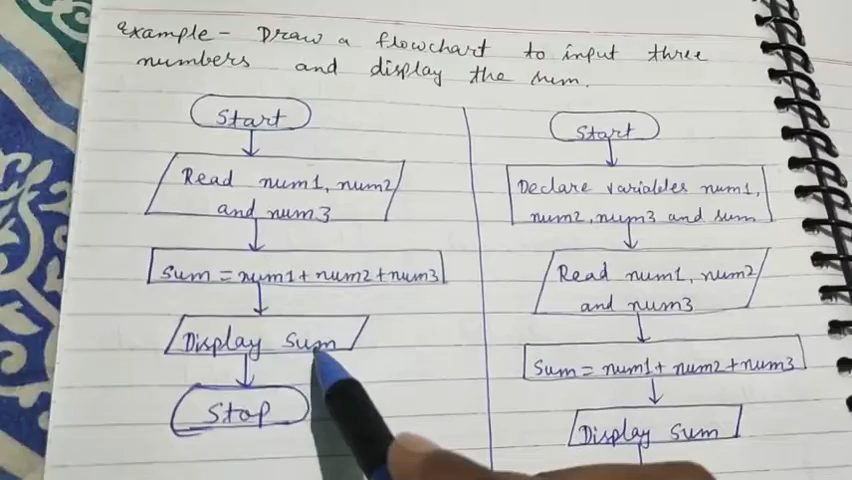 Example - Draw a flowchart to input three
numbers and display the sum.
Start
Read num1, num2
and num3
Sum = num1 + num2 + num3
Display Sum
Stop
Start
Declare variables num1,
num2, num3 and sum
Read num1, num2
and num3
Sum = num1 + num2 + num3
Display Sum